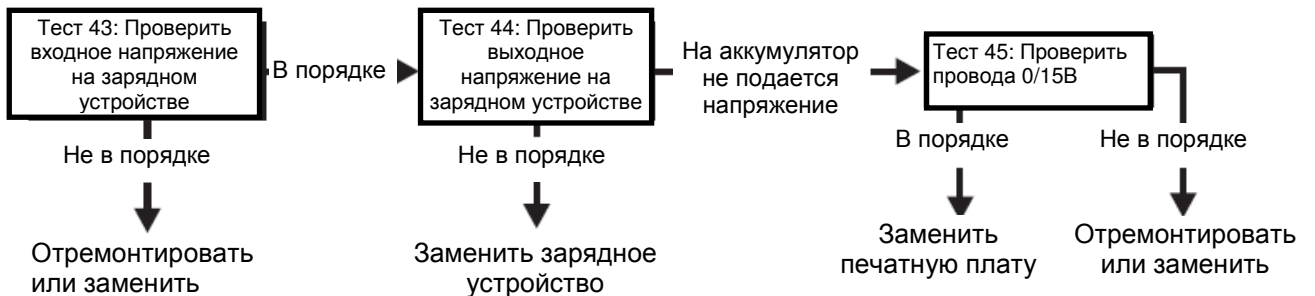 Тест 43: Проверить
входное напряжение
на зарядном
устройстве
В порядке
Тест 44: Проверить
выходное
напряжение на
зарядном устройстве
На аккумулятор
не подается
напряжение
Тест 45: Проверить
провода 0/15В
Не в порядке
Не в порядке
В порядке
Не в порядке
Отремонтировать
или заменить
Заменить зарядное
устройство
Заменить
печатную плату
Отремонтировать
или заменить